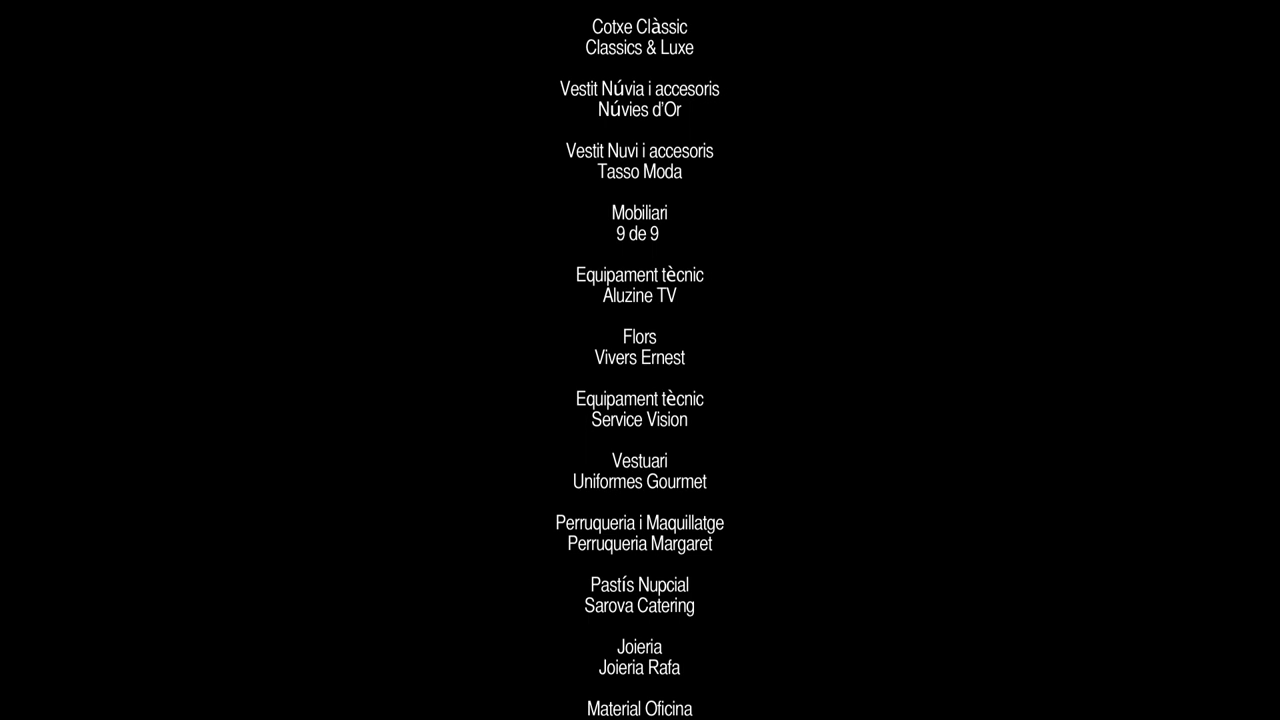 Cotxe Clàssic
Classics & Luxe
Vestit Núvia i accesoris
Núvies d'Or
Vestit Nuvi i accesoris
Tasso Moda
Mobiliari
9 de 9
Equipament tècnic
Aluzine TV
Flors
Vivers Ernest
Equipament tècnic
Service Vision
Vestuari
Uniformes Gourmet
Perruqueria i Maquillatge
Perruqueria Margaret
Pastís Nupcial
Sarova Catering
Joieria
Joieria Rafa
Material Oficina